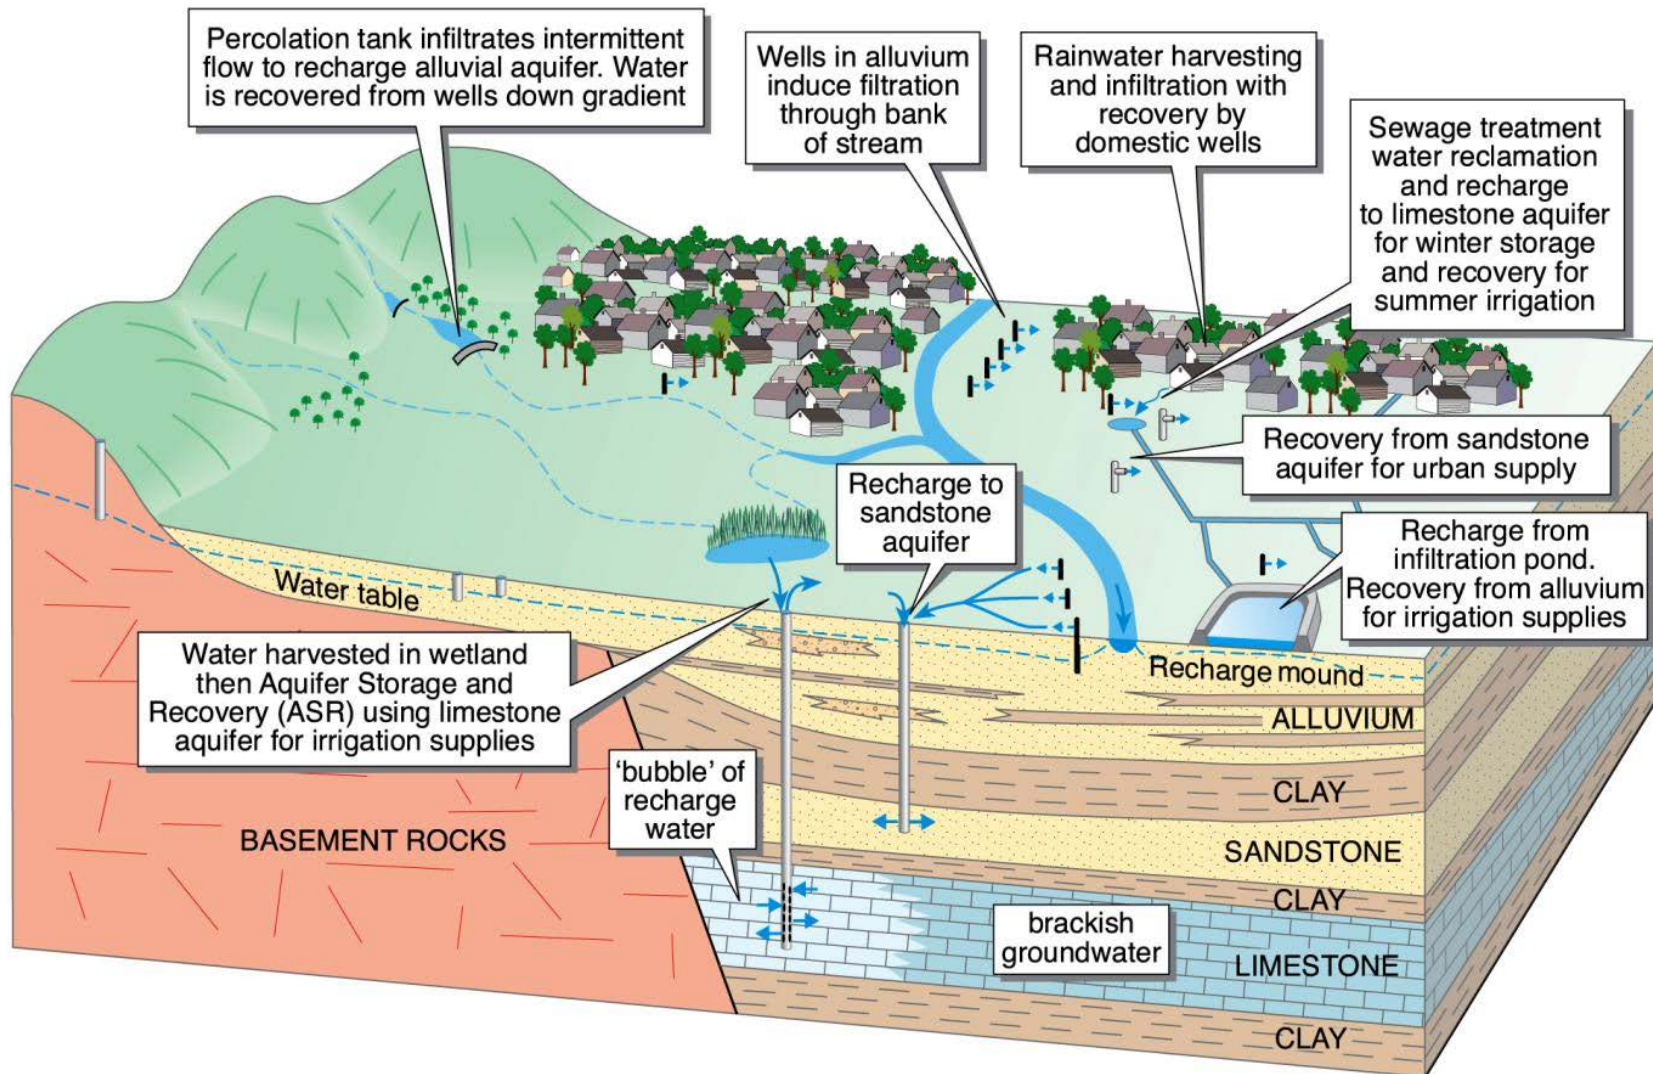 Percolation tank infiltrates intermittent
flow to recharge alluvial aquifer. Water
is recovered from wells down gradient
Wells in alluvium
induce filtration
through bank
of stream
Rainwater harvesting
and infiltration with
recovery by
domestic wells
Sewage treatment
water reclamation
and recharge
to limestone aquifer
for winter storage
and recovery for
summer irrigation
Recovery from sandstone
aquifer for urban supply
Recharge to
sandstone
aquifer
Recharge from
infiltration pond.
Recovery from alluvium
for irrigation supplies
Water table
Water harvested in wetland
then Aquifer Storage and
Recovery (ASR) using limestone
aquifer for irrigation supplies
Recharge mound
ALLUVIUM
'bubble' of
recharge
water
CLAY
BASEMENT ROCKS
SANDSTONE
CLAY
brackish
groundwater
LIMESTONE
CLAY